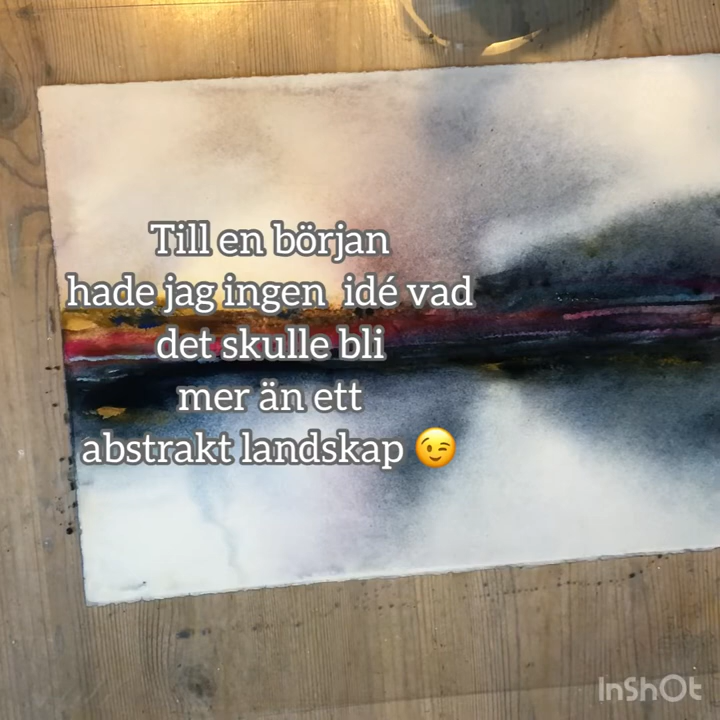 Till en början
hade jag ingen idé vad
det skulle bli
mer än ett
abstrakt landskap 😉
InShOt